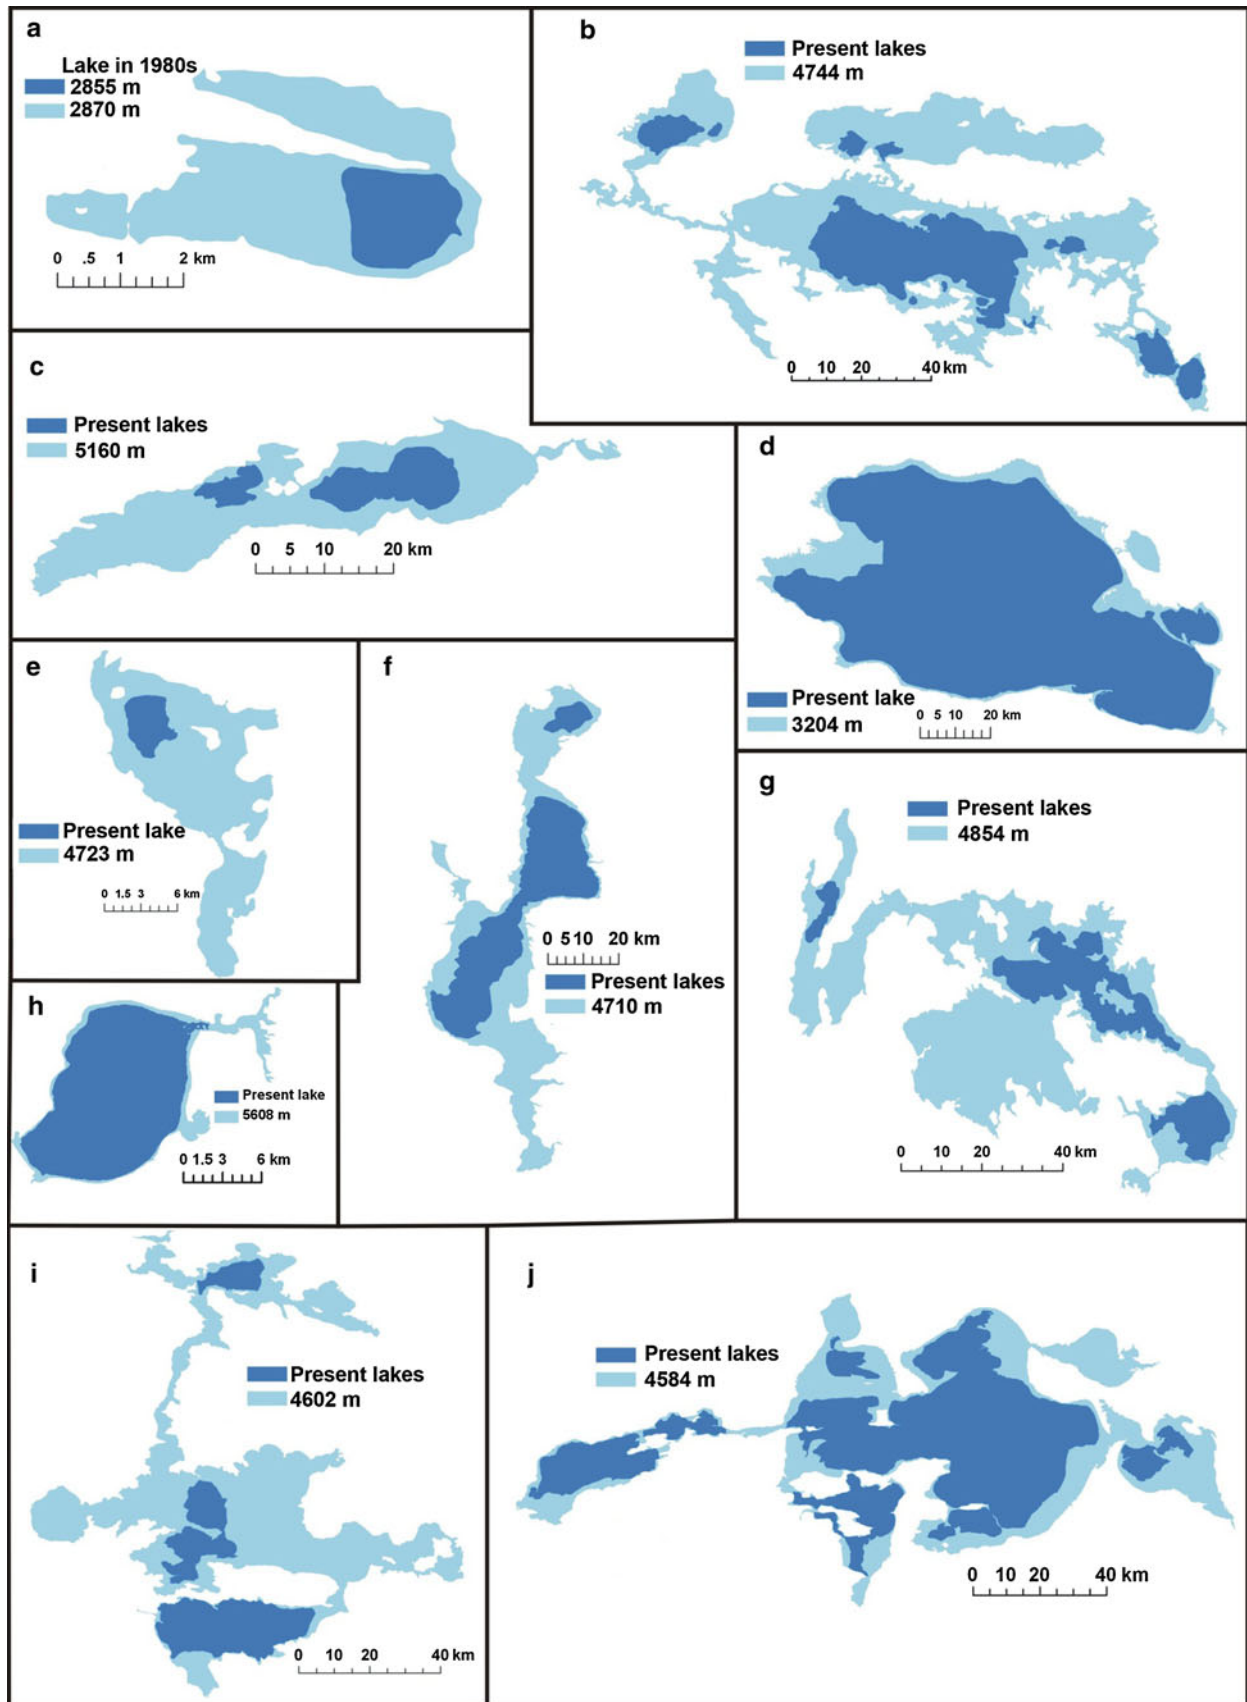 a
Lake in 1980s
2855 m
2870 m
0 .5 1 2 km
b
Present lakes
4744 m
0 10 20 40 km
c
Present lakes
5160 m
0 5 10 20 km
d
Present lake
3204 m
0 5 10 20 km
e
Present lake
4723 m
0 1.5 3 6 km
f
0 5 10 20 km
Present lakes
4710 m
g
Present lakes
4854 m
0 10 20 40 km
h
Present lake
5608 m
0 1.5 3 6 km
i
Present lakes
4602 m
0 10 20 40 km
j
Present lakes
4584 m
0 10 20 40 km